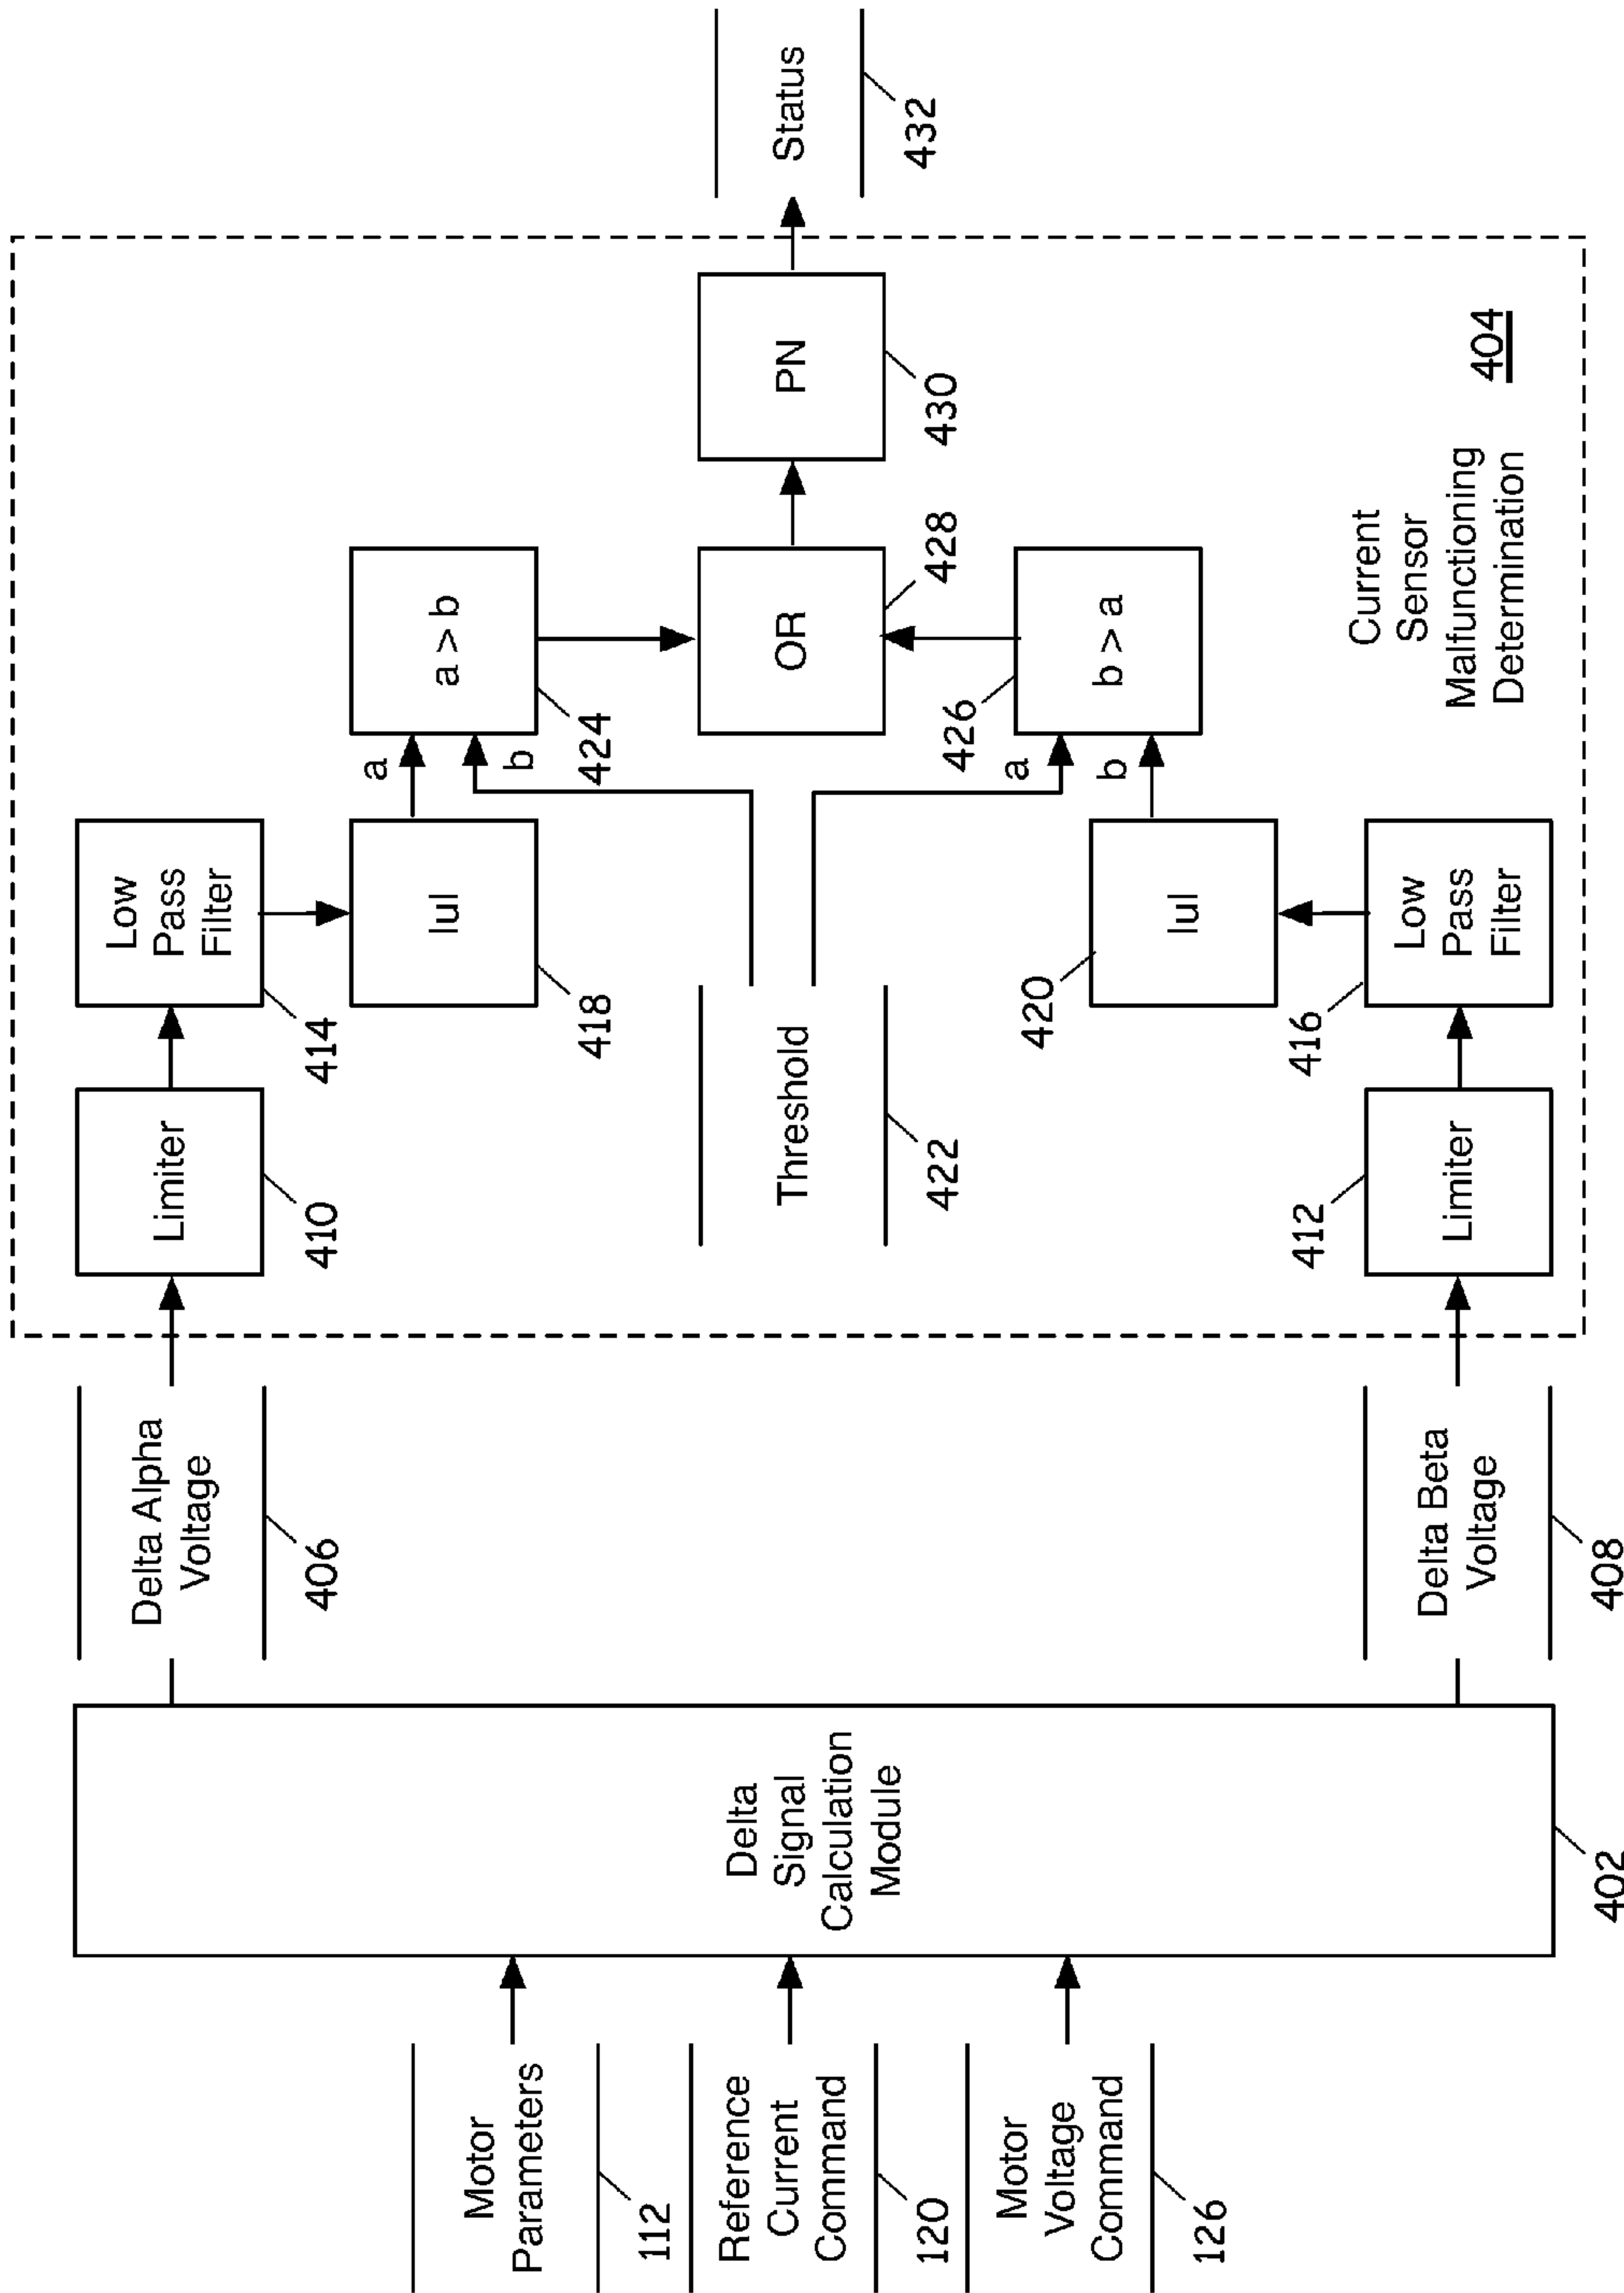 Motor
Parameters
112
Reference
Current
Command
120
Motor
Voltage
Command
126
Delta
Signal
Calculation
Module
402
Delta Alpha
Voltage
406
Delta Beta
Voltage
408
Limiter
410
Low
Pass
Filter
414
lul
418
Threshold
422
Limiter
412
Low
Pass
Filter
416
lul
420
a
b
a > b
424
a
b
b > a
426
OR
428
PN
430
Current
Sensor
Malfunctioning
Determination
404
Status
432